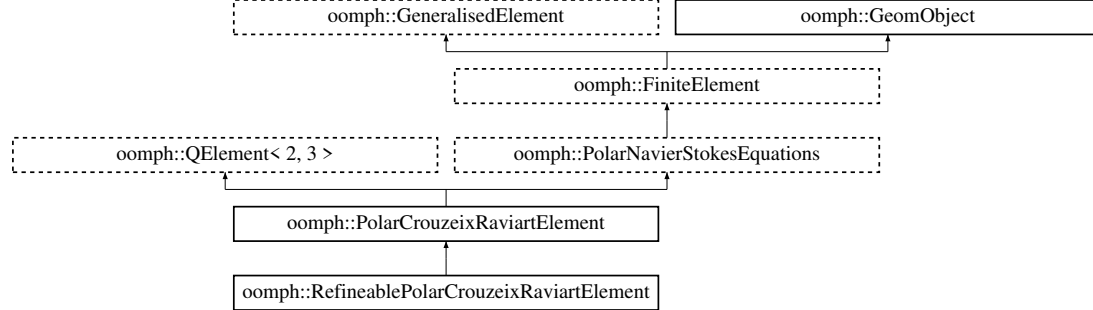 oomph::GeneralisedElement
oomph::GeomObject
oomph::FiniteElement
oomph::QElement< 2, 3 >
oomph::PolarNavierStokesEquations
oomph::PolarCrouzeixRaviartElement
oomph::RefineablePolarCrouzeixRaviartElement